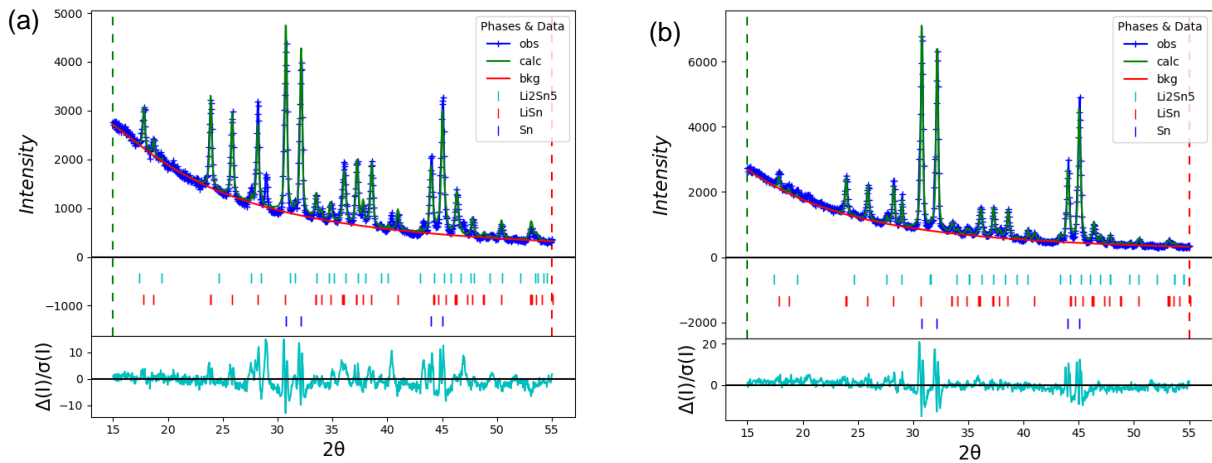 (a)
5000
4000
3000
2000
1000
0
−1000
Intensity
Phases & Data
obs
calc
bkg
Li2Sn5
LiSn
Sn
10
0
−10
Δ(I)/σ(I)
15 20 25 30 35 40 45 50 55
2θ
(b)
6000
4000
2000
0
−2000
Intensity
Phases & Data
obs
calc
bkg
Li2Sn5
LiSn
Sn
20
0
Δ(I)/σ(I)
15 20 25 30 35 40 45 50 55
2θ